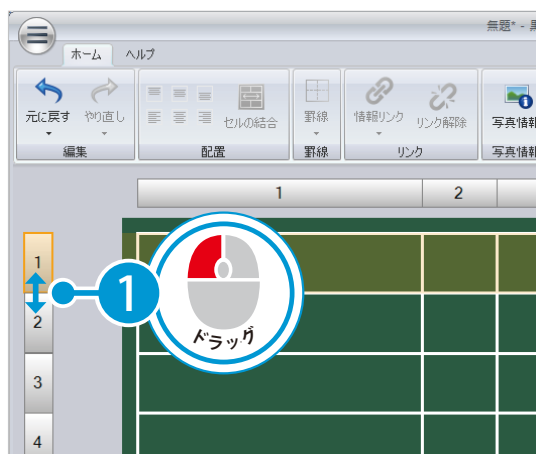 無題* - 黒
ホーム ヘルプ
元に戻す やり直し セルの結合 罫線 情報リンク リンク解除 写真情報
編集 配置 罫線 リンク 写真情報
1 2
1
1
2
ドラッグ
3
4